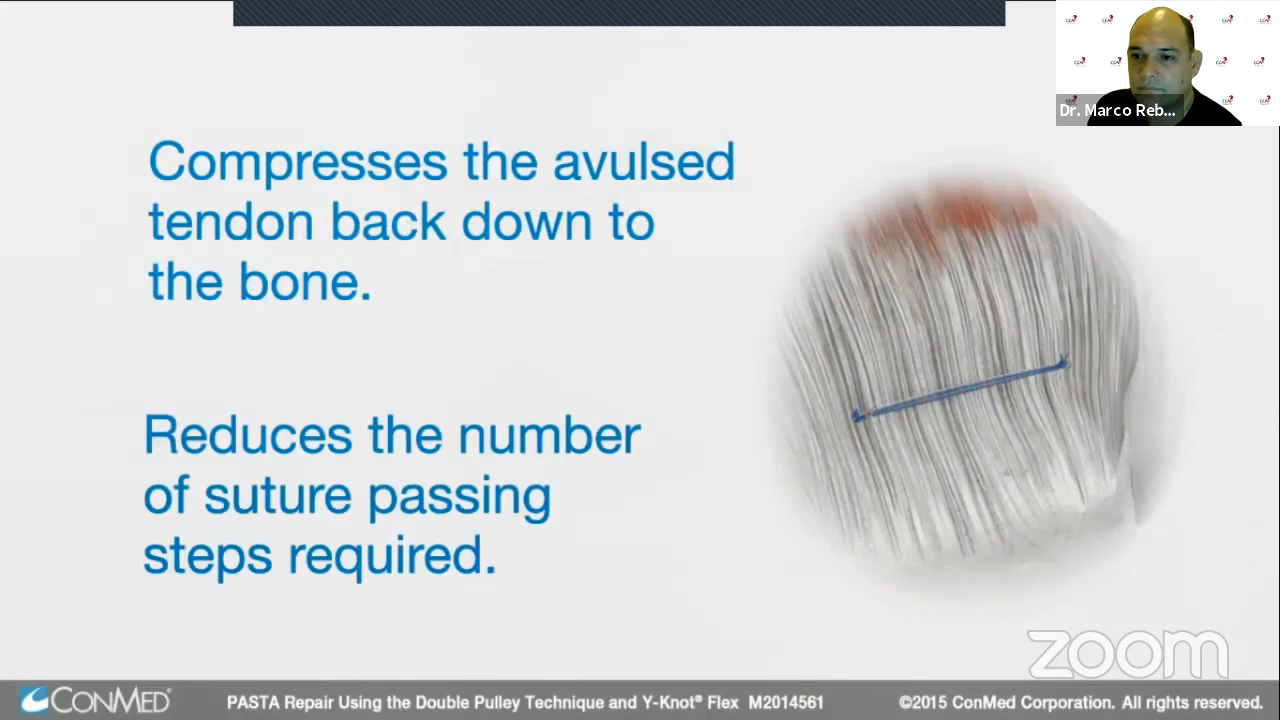 Dr. Marco Reb...
Compresses the avulsed
tendon back down to
the bone.
Reduces the number
of suture passing
steps required.
zoom
CONMED® PASTA Repair Using the Double Pulley Technique and Y-Knot® Flex M2014561 ©2015 ConMed Corporation. All rights reserved.